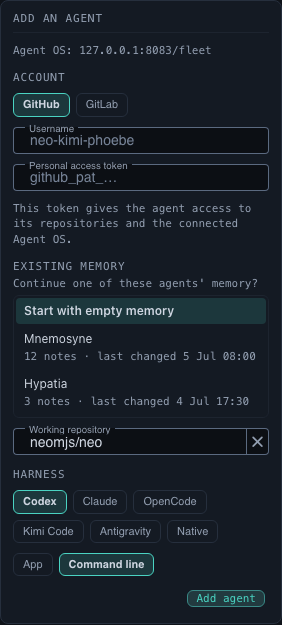 ADD AN AGENT
Agent OS: 127.0.0.1:8083/fleet
ACCOUNT
GitHub GitLab
Username
neo-kimi-phoebe
Personal access token
github_pat_...
This token gives the agent access to
its repositories and the connected
Agent OS.
EXISTING MEMORY
Continue one of these agents' memory?
Start with empty memory
Mnemosyne
12 notes · last changed 5 Jul 08:00
Hypatia
3 notes · last changed 4 Jul 17:30
Working repository
neomjs/neo
HARNESS
Codex Claude OpenCode
Kimi Code Antigravity Native
App Command line
Add agent